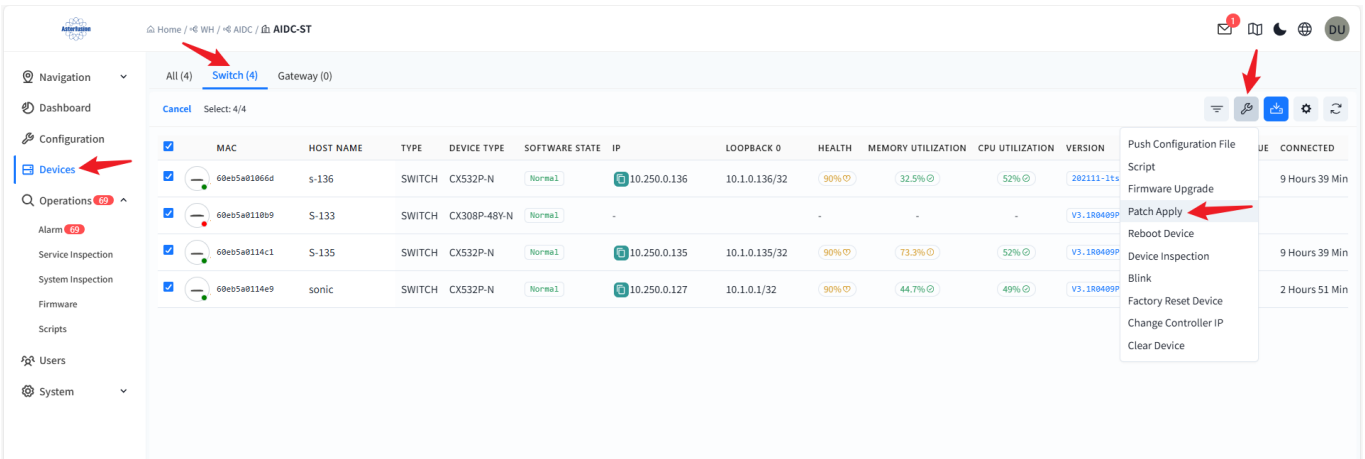 Asterfusion
Home / WH / AIDC / AIDC-ST
1
DU
Navigation
Dashboard
Configuration
Devices
Operations 69
Alarm 69
Service Inspection
System Inspection
Firmware
Scripts
Users
System
All (4) Switch (4) Gateway (0)
Cancel Select: 4/4
MAC HOST NAME TYPE DEVICE TYPE SOFTWARE STATE IP LOOPBACK 0 HEALTH MEMORY UTILIZATION CPU UTILIZATION VERSION UE CONNECTED
60eb5a01066d s-136 SWITCH CX532P-N Normal 10.250.0.136 10.1.0.136/32 90% 32.5% 52% 202111-lts 9 Hours 39 Min
60eb5a0110b9 S-133 SWITCH CX308P-48Y-N Normal - - - - - V3.1R0409P
60eb5a0114c1 S-135 SWITCH CX532P-N Normal 10.250.0.135 10.1.0.135/32 90% 73.3% 52% V3.1R0409P 9 Hours 39 Min
60eb5a0114e9 sonic SWITCH CX532P-N Normal 10.250.0.127 10.1.0.1/32 90% 44.7% 49% V3.1R0409P 2 Hours 51 Min
Push Configuration File
Script
Firmware Upgrade
Patch Apply
Reboot Device
Device Inspection
Blink
Factory Reset Device
Change Controller IP
Clear Device